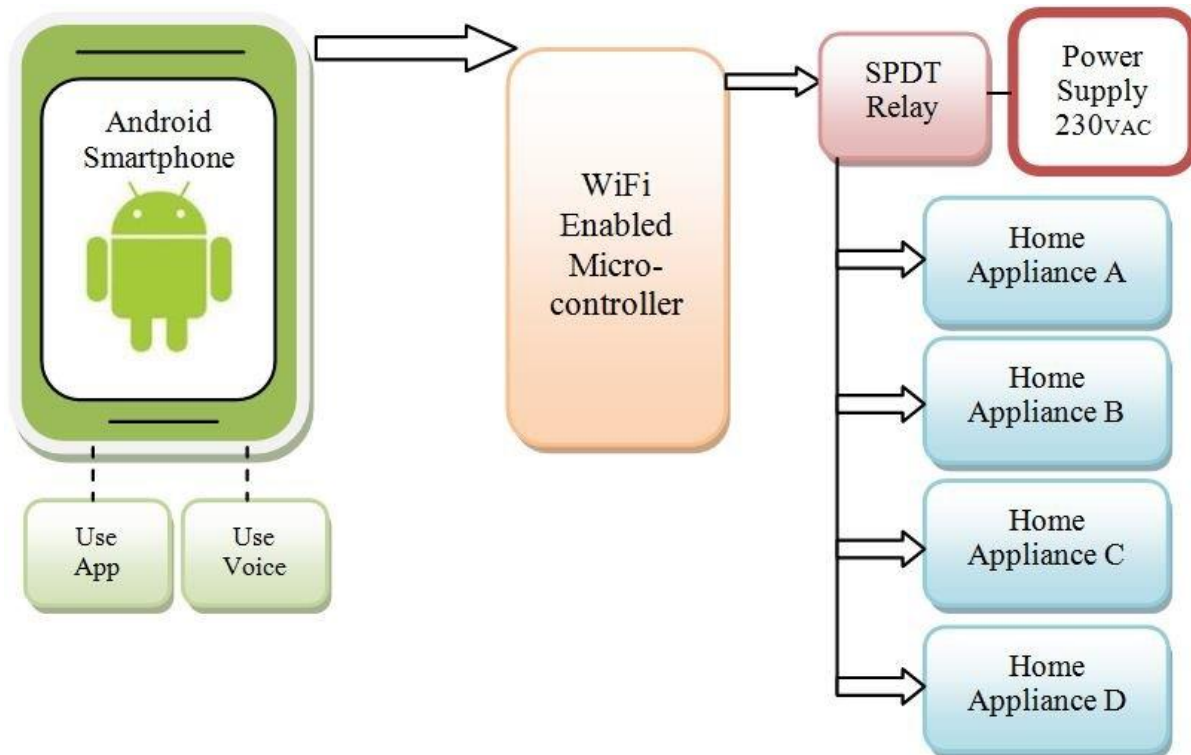 Android
Smartphone
Use
App
Use
Voice
WiFi
Enabled
Micro-
controller
SPDT
Relay
Power
Supply
230VAC
Home
Appliance A
Home
Appliance B
Home
Appliance C
Home
Appliance D